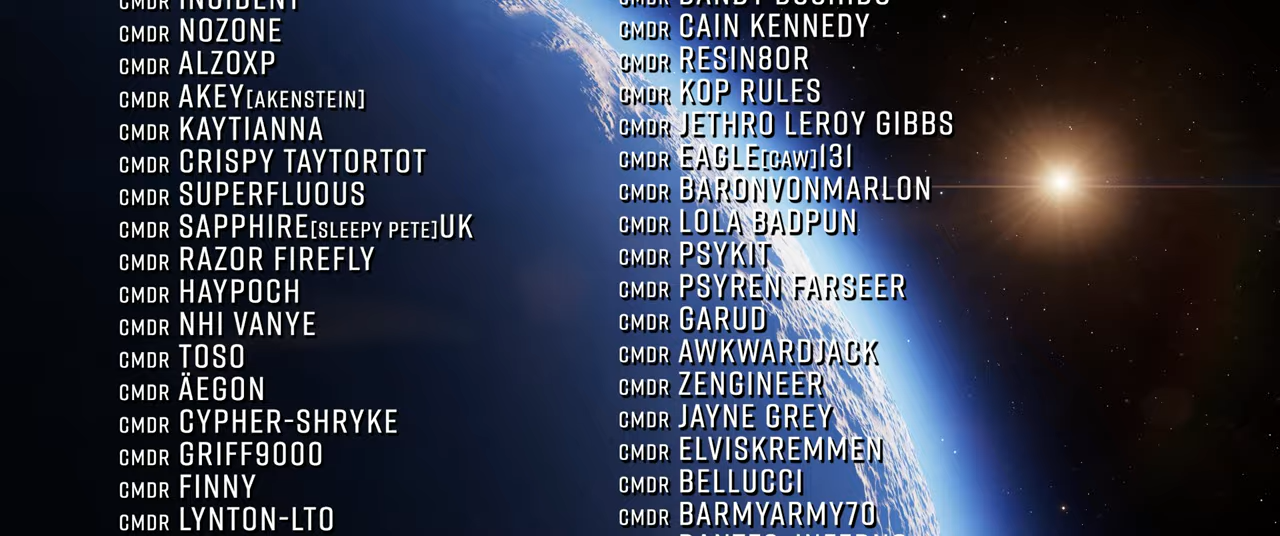 CMDR INCIDENT
CMDR NOZONE
CMDR ALZOXP
CMDR AKEY[AKENSTEIN]
CMDR KAYTIANNA
CMDR CRISPY TAYTORTOT
CMDR SUPERFLUOUS
CMDR SAPPHIRE[SLEEPY PETE]UK
CMDR RAZOR FIREFLY
CMDR HAYPOCH
CMDR NHI VANYE
CMDR TOSO
CMDR ÄEGON
CMDR CYPHER-SHRYKE
CMDR GRIFF9000
CMDR FINNY
CMDR LYNTON-LTO
CMDR CAIN KENNEDY
CMDR RESIN8OR
CMDR KOP RULES
CMDR JETHRO LEROY GIBBS
CMDR EAGLE[CAW]131
CMDR BARONVONMARLON
CMDR LOLA BADPUN
CMDR PSYKIT
CMDR PSYREN FARSEER
CMDR GARUD
CMDR AWKWARDJACK
CMDR ZENGINEER
CMDR JAYNE GREY
CMDR ELVISKREMMEN
CMDR BELLUCCI
CMDR BARMYARMY70